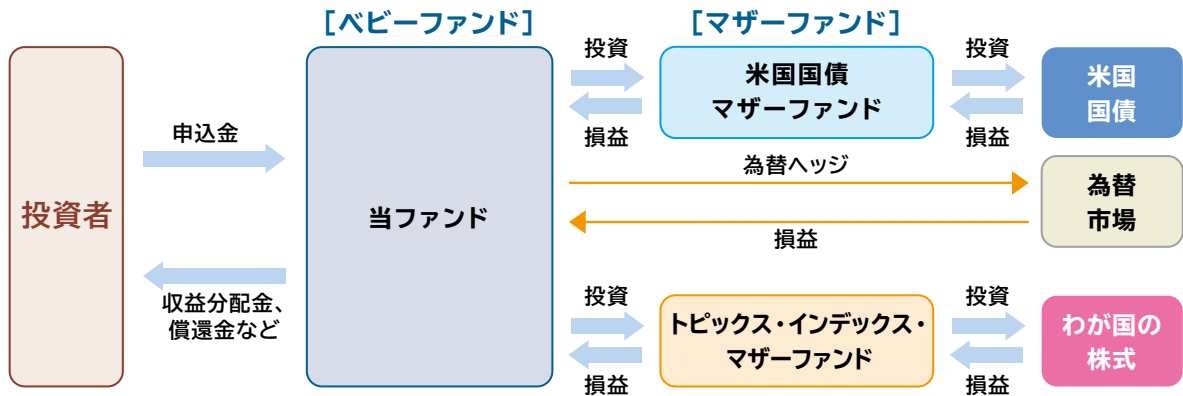 [ベビーファンド]
[マザーファンド]
投資者
申込金
収益分配金、
償還金など
当ファンド
投資
損益
米国国債
マザーファンド
投資
損益
米国
国債
為替ヘッジ
損益
為替
市場
投資
損益
トピックス・インデックス・
マザーファンド
投資
損益
わが国の
株式